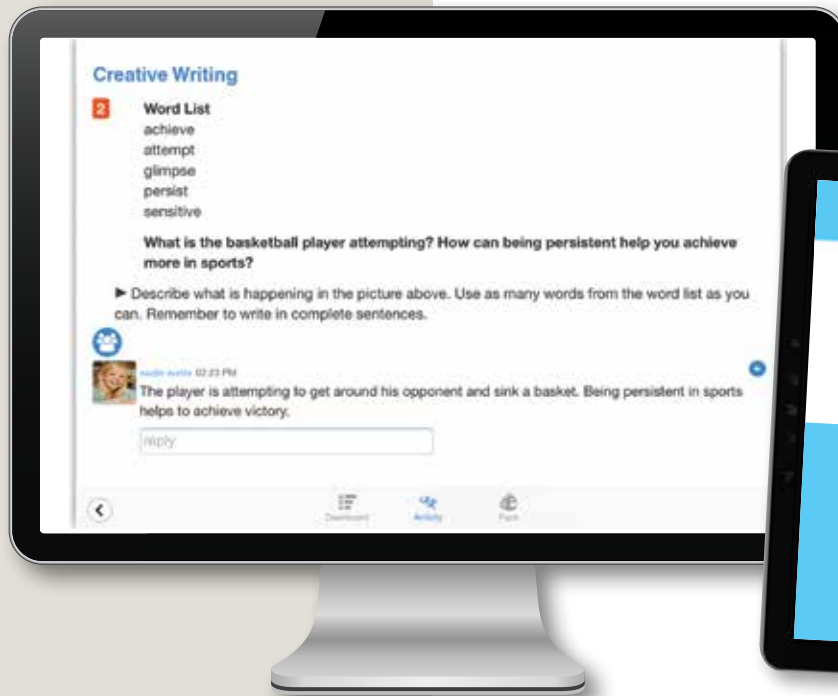 Creative Writing
2 Word List
achieve
attempt
glimpse
persist
sensitive
What is the basketball player attempting? How can being persistent help you achieve
more in sports?
► Describe what is happening in the picture above. Use as many words from the word list as you
can. Remember to write in complete sentences.
02:23 PM
The player is attempting to get around his opponent and sink a basket. Being persistent in sports
helps to achieve victory.
reply
Dashboard Activity